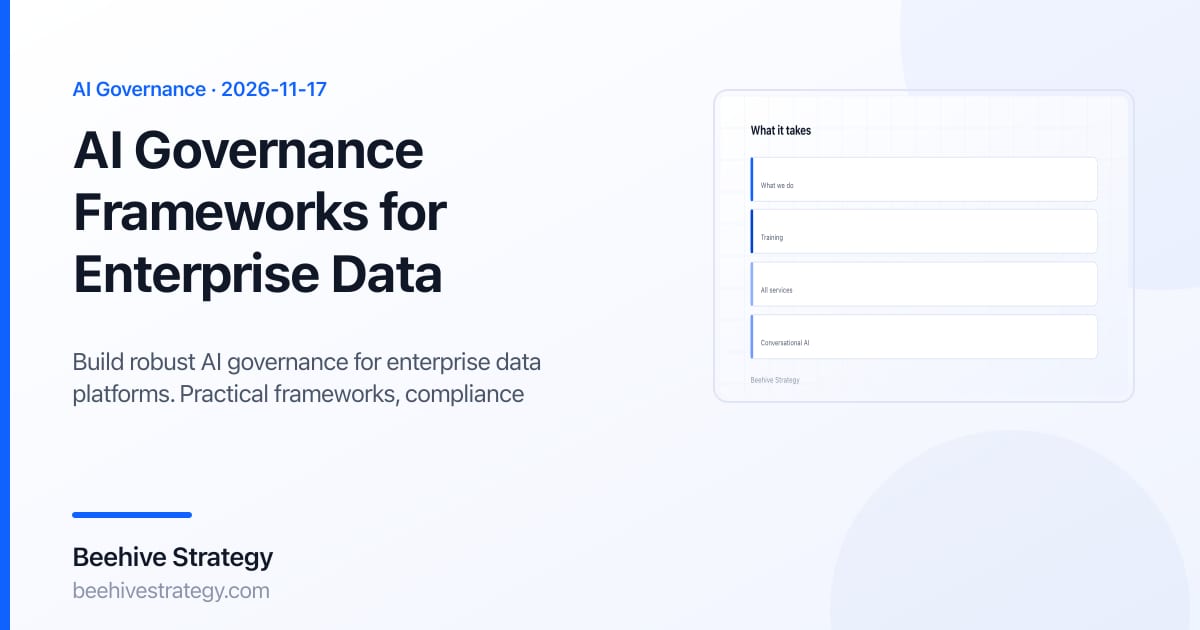 AI Governance · 2026-11-17
AI Governance
Frameworks for
Enterprise Data
Build robust AI governance for enterprise data
platforms. Practical frameworks, compliance
Beehive Strategy
beehivestrategy.com
What it takes
What we do
Training
All services
Conversational AI
Beehive Strategy